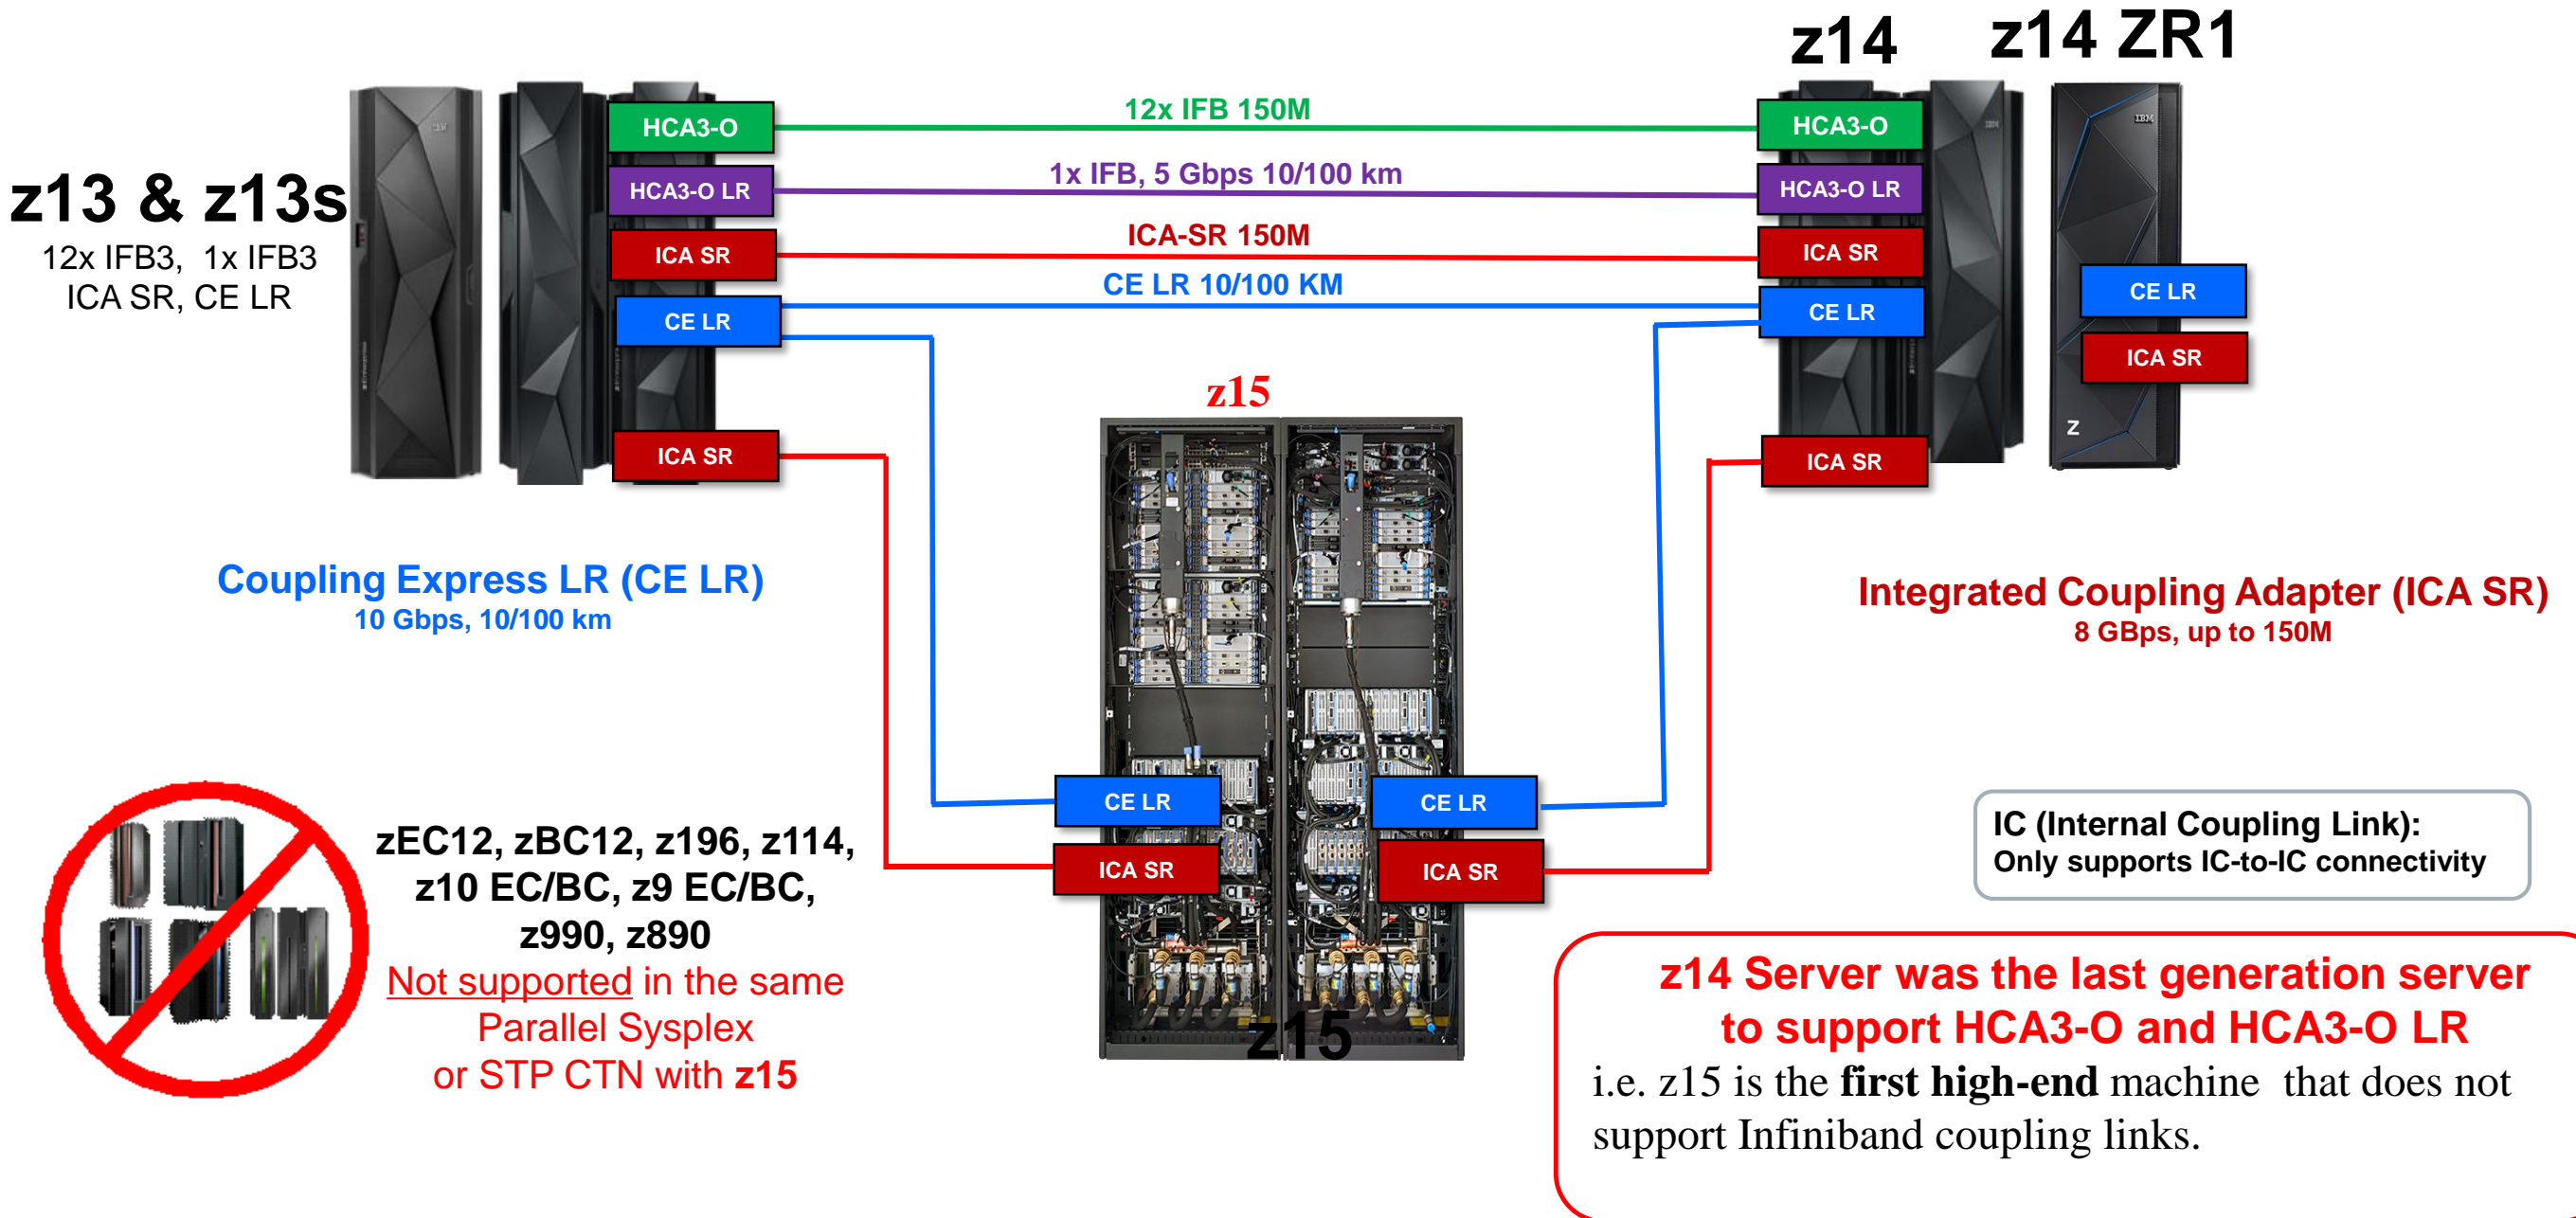 z14
z14 ZR1
z13 & z13s
12x IFB3, 1x IFB3
ICA SR, CE LR
IBM
HCA3-O
HCA3-O LR
ICA SR
CE LR
ICA SR
12x IFB 150M
1x IFB, 5 Gbps 10/100 km
ICA-SR 150M
CE LR 10/100 KM
HCA3-O
HCA3-O LR
ICA SR
CE LR
ICA SR
IBM
IBM
CE LR
ICA SR
Z
z15
Coupling Express LR (CE LR)
10 Gbps, 10/100 km
Integrated Coupling Adapter (ICA SR)
8 GBps, up to 150M
CE LR
ICA SR
CE LR
ICA SR
z15
zEC12, zBC12, z196, z114,
z10 EC/BC, z9 EC/BC,
z990, z890
Not supported in the same
Parallel Sysplex
or STP CTN with z15
IC (Internal Coupling Link):
Only supports IC-to-IC connectivity
z14 Server was the last generation server
to support HCA3-O and HCA3-O LR
i.e. z15 is the first high-end machine that does not
support Infiniband coupling links.